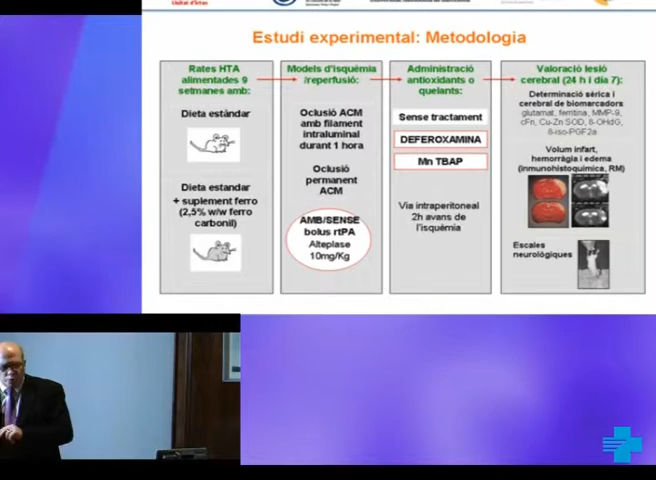 Lluita d'Ictus
Estudi experimental: Metodologia
Rates HTA
alimentades 9
setmanes amb:
Dieta estàndar
Dieta estandar
+ suplement ferro
(2,5% w/w ferro
carbonil)
Models d'isquèmia
/reperfusió:
Oclusió ACM
amb filament
intraluminal
durant 1 hora
Oclusió
permanent
ACM
AMB/SENSE
bolus rtPA
Alteplase
10mg/Kg
Administració
antioxidants o
quelants:
Sense tractament
DEFEROXAMINA
Mn TBAP
Via intraperitoneal
2h avans de
l'isquèmia
Valoració lesió
cerebral (24 h i dia 7):
Determinació sèrica i
cerebral de biomarcadors
glutamat, ferritina, MMP-9,
cFn, Cu-Zn SOD, 8-OHdG,
8-iso-PGF2a
Volum infart,
hemorràgia i edema
(inmunohistoquimica, RM)
Escales
neurològiques